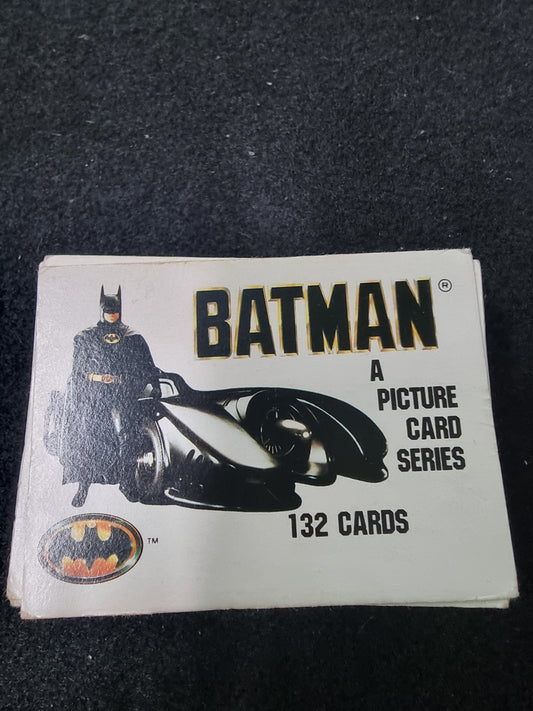 BATMAN®
A
PICTURE
CARD
SERIES
132 CARDS
TM